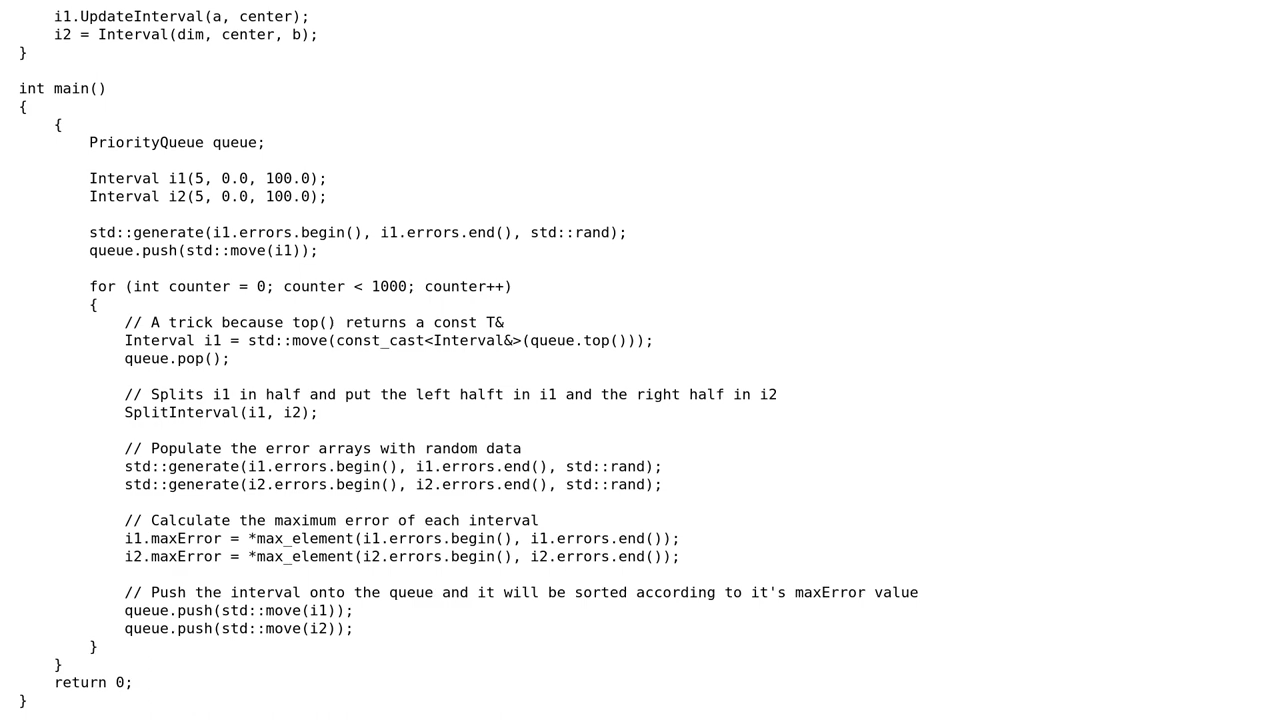 i1.UpdateInterval(a, center);
    i2 = Interval(dim, center, b);
}

int main()
{
    {
        PriorityQueue queue;

        Interval i1(5, 0.0, 100.0);
        Interval i2(5, 0.0, 100.0);

        std::generate(i1.errors.begin(), i1.errors.end(), std::rand);
        queue.push(std::move(i1));

        for (int counter = 0; counter < 1000; counter++)
        {
            // A trick because top() returns a const T&
            Interval i1 = std::move(const_cast<Interval&>(queue.top()));
            queue.pop();

            // Splits i1 in half and put the left halft in i1 and the right half in i2
            SplitInterval(i1, i2);

            // Populate the error arrays with random data
            std::generate(i1.errors.begin(), i1.errors.end(), std::rand);
            std::generate(i2.errors.begin(), i2.errors.end(), std::rand);

            // Calculate the maximum error of each interval
            i1.maxError = *max_element(i1.errors.begin(), i1.errors.end());
            i2.maxError = *max_element(i2.errors.begin(), i2.errors.end());

            // Push the interval onto the queue and it will be sorted according to it's maxError value
            queue.push(std::move(i1));
            queue.push(std::move(i2));
        }
    }
    return 0;
}